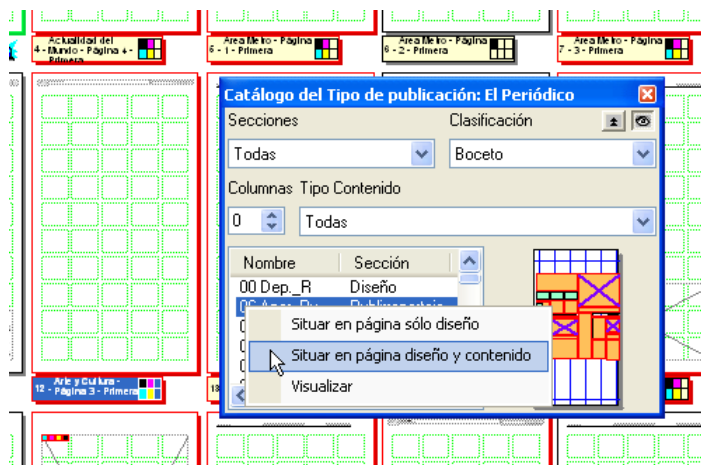 Actualidad del
4 - Mundo - Página 4 -
Primera
Area Metro - Página
6 - 1 - Primera
Area Metro - Página
6 - 2 - Primera
Area Metro - Página
7 - 3 - Primera
Catálogo del Tipo de publicación: El Periódico
Secciones
Clasificación
Todas
Boceto
Columnas Tipo Contenido
0
Todas
Nombre
Sección
00 Dep._R
Diseño
Situar en página sólo diseño
Situar en página diseño y contenido
Visualizar
Arte y Cultura -
12 - Página 3 - Primera
13